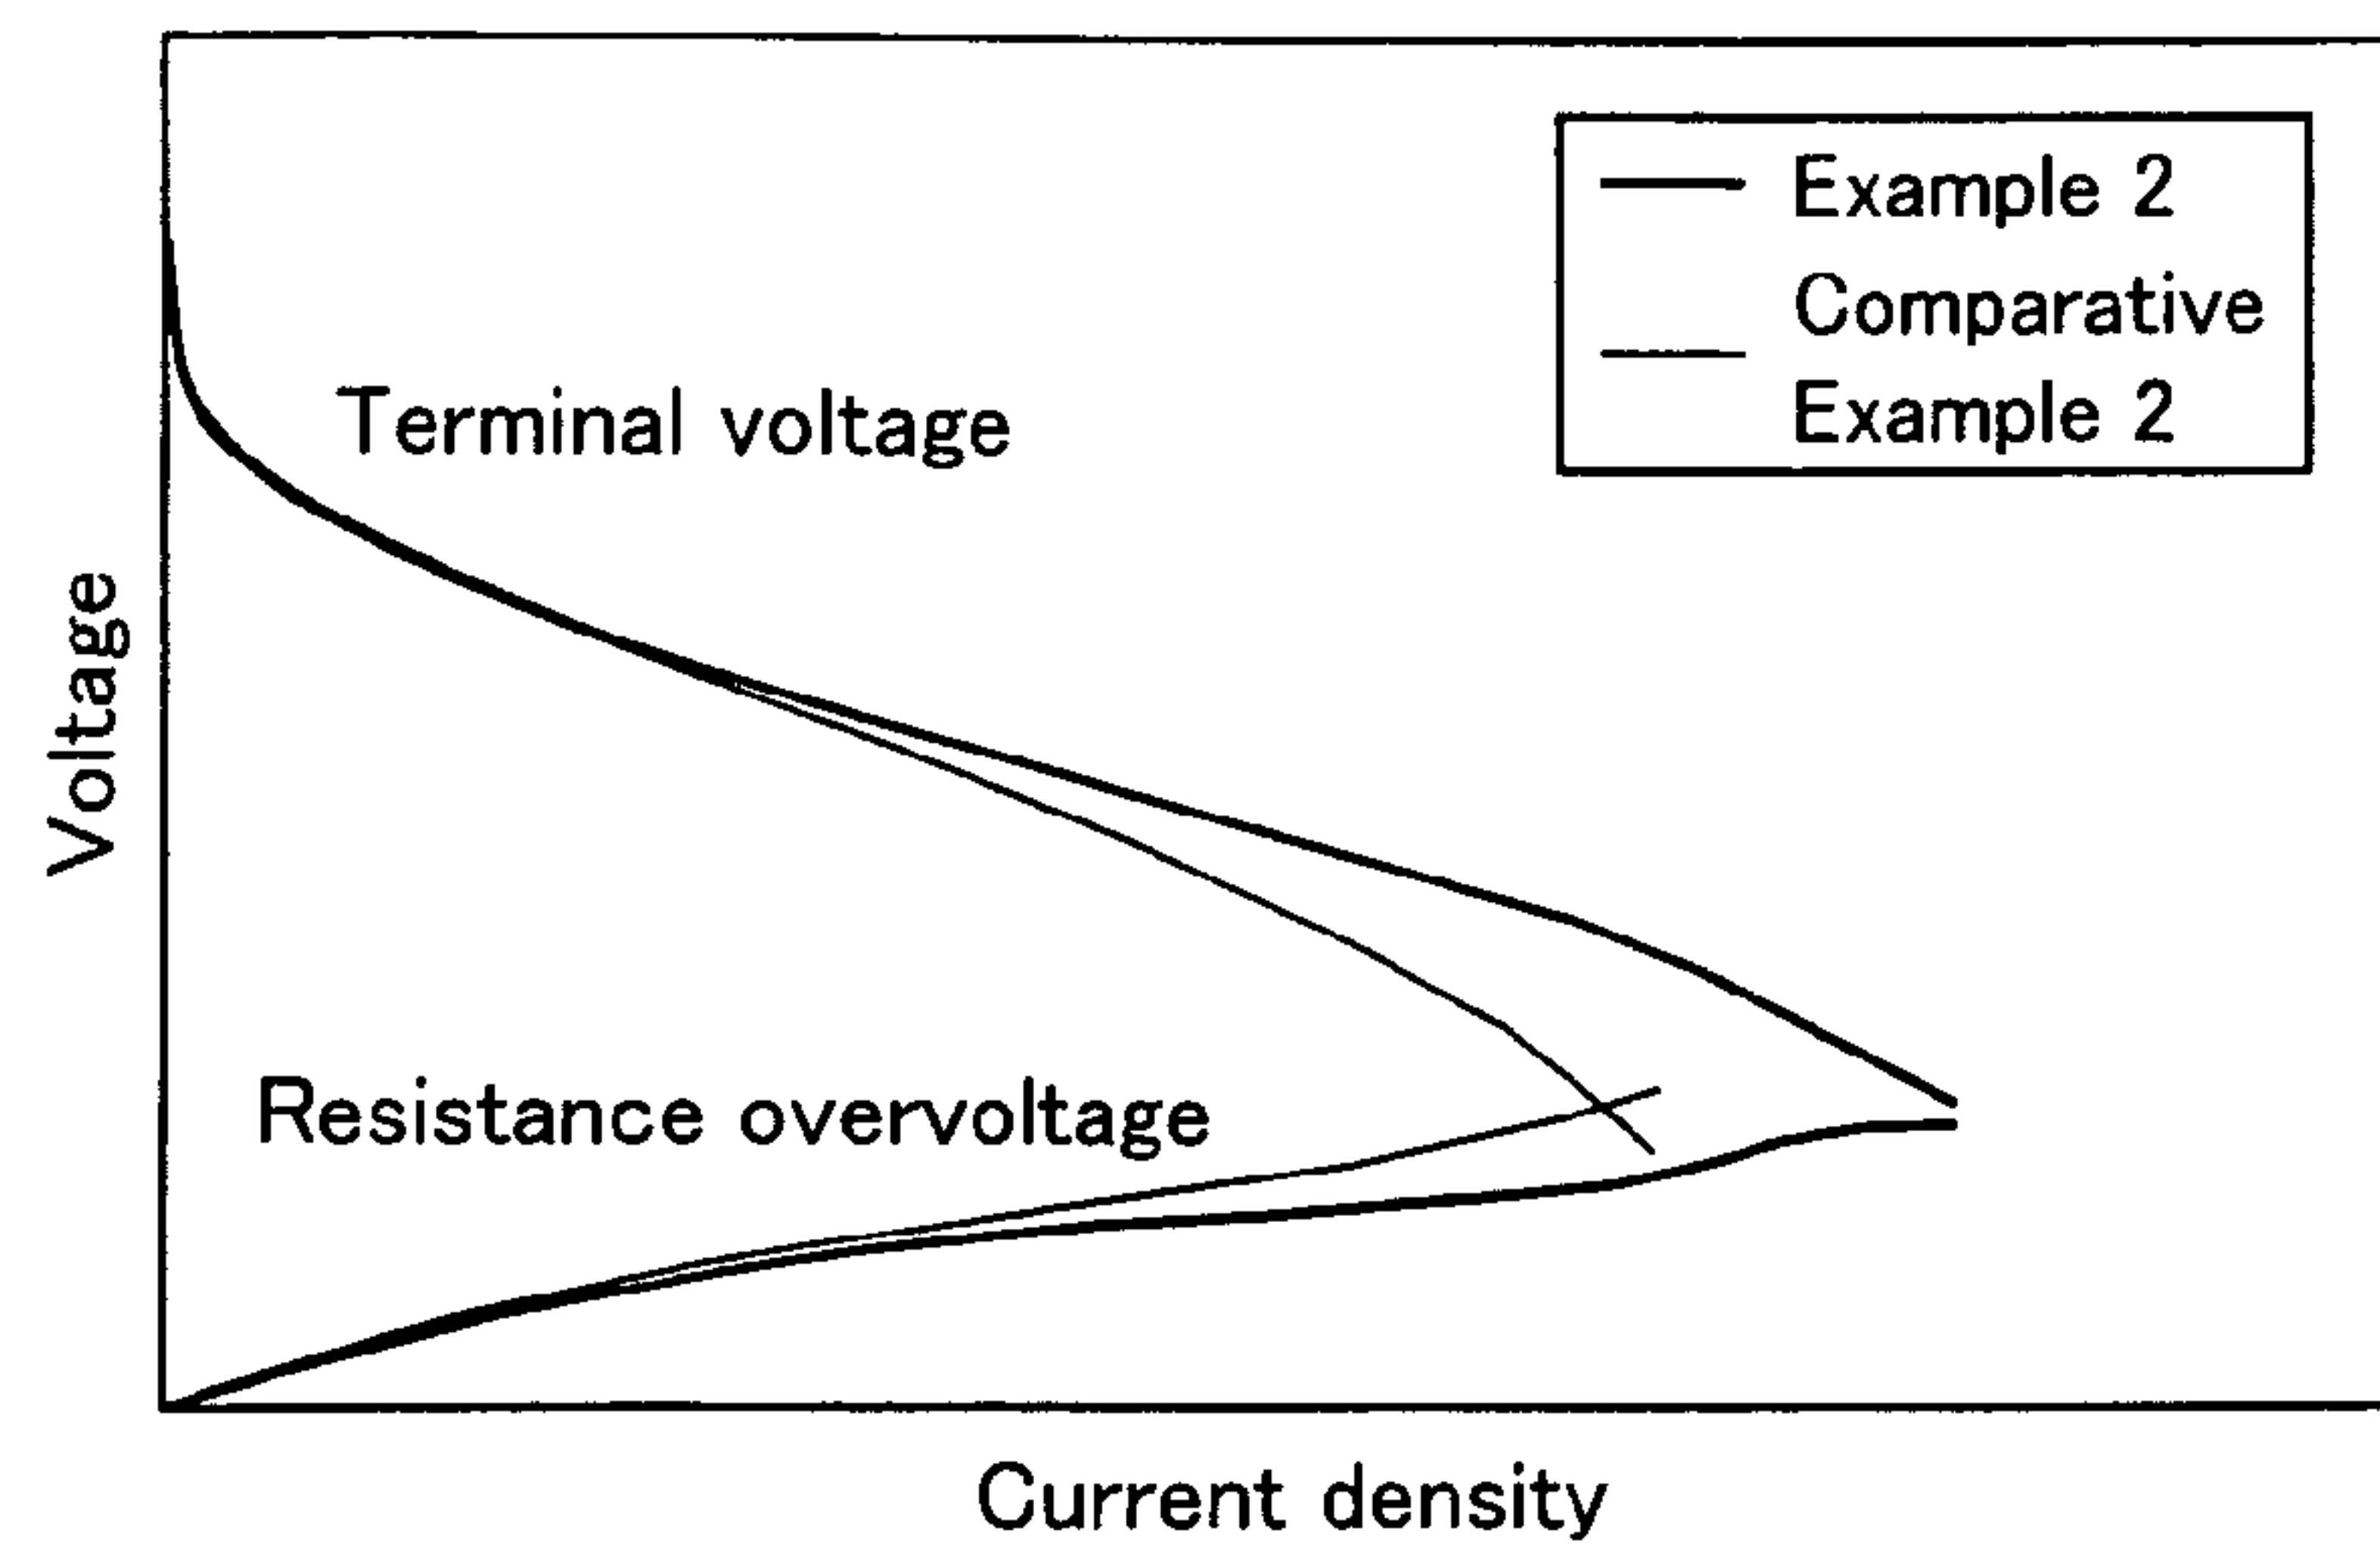 Example 2
Comparative
Example 2
Terminal voltage
Voltage
Resistance overvoltage
Current density